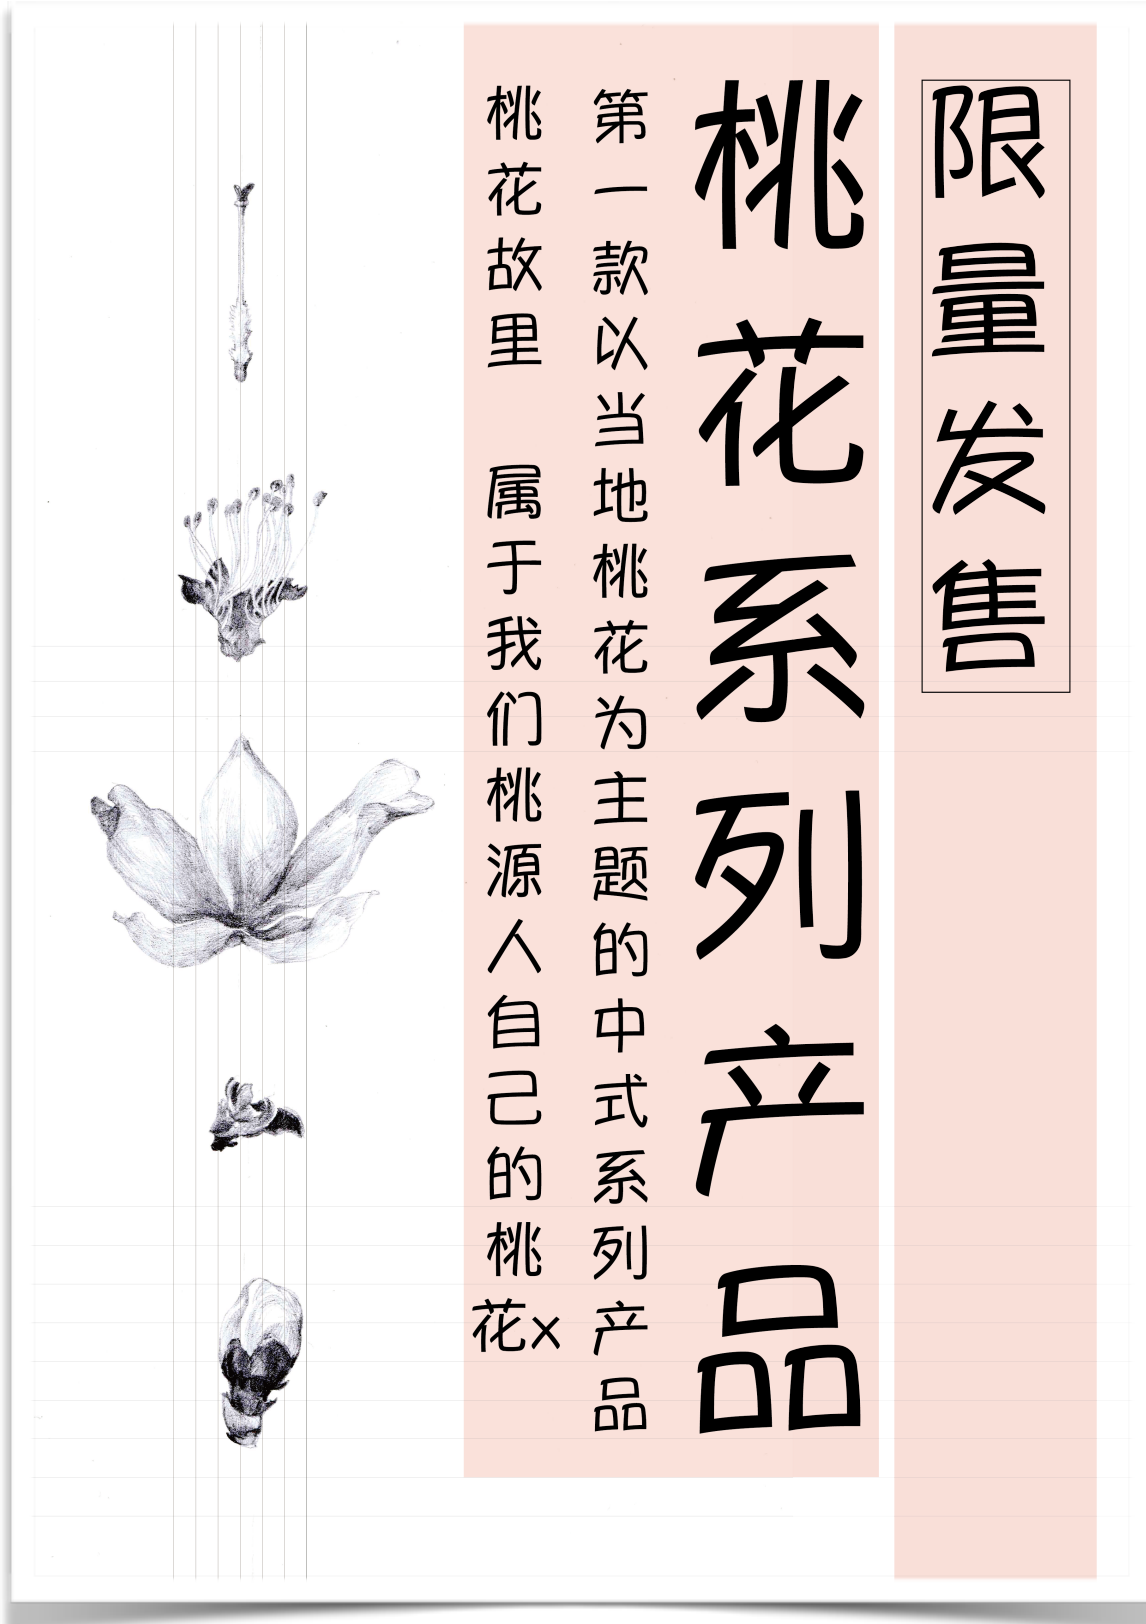 限量发售
桃花系列产品
第一款以当地桃花为主题的中式系列产品
桃花故里 属于我们桃源人自己的桃花x